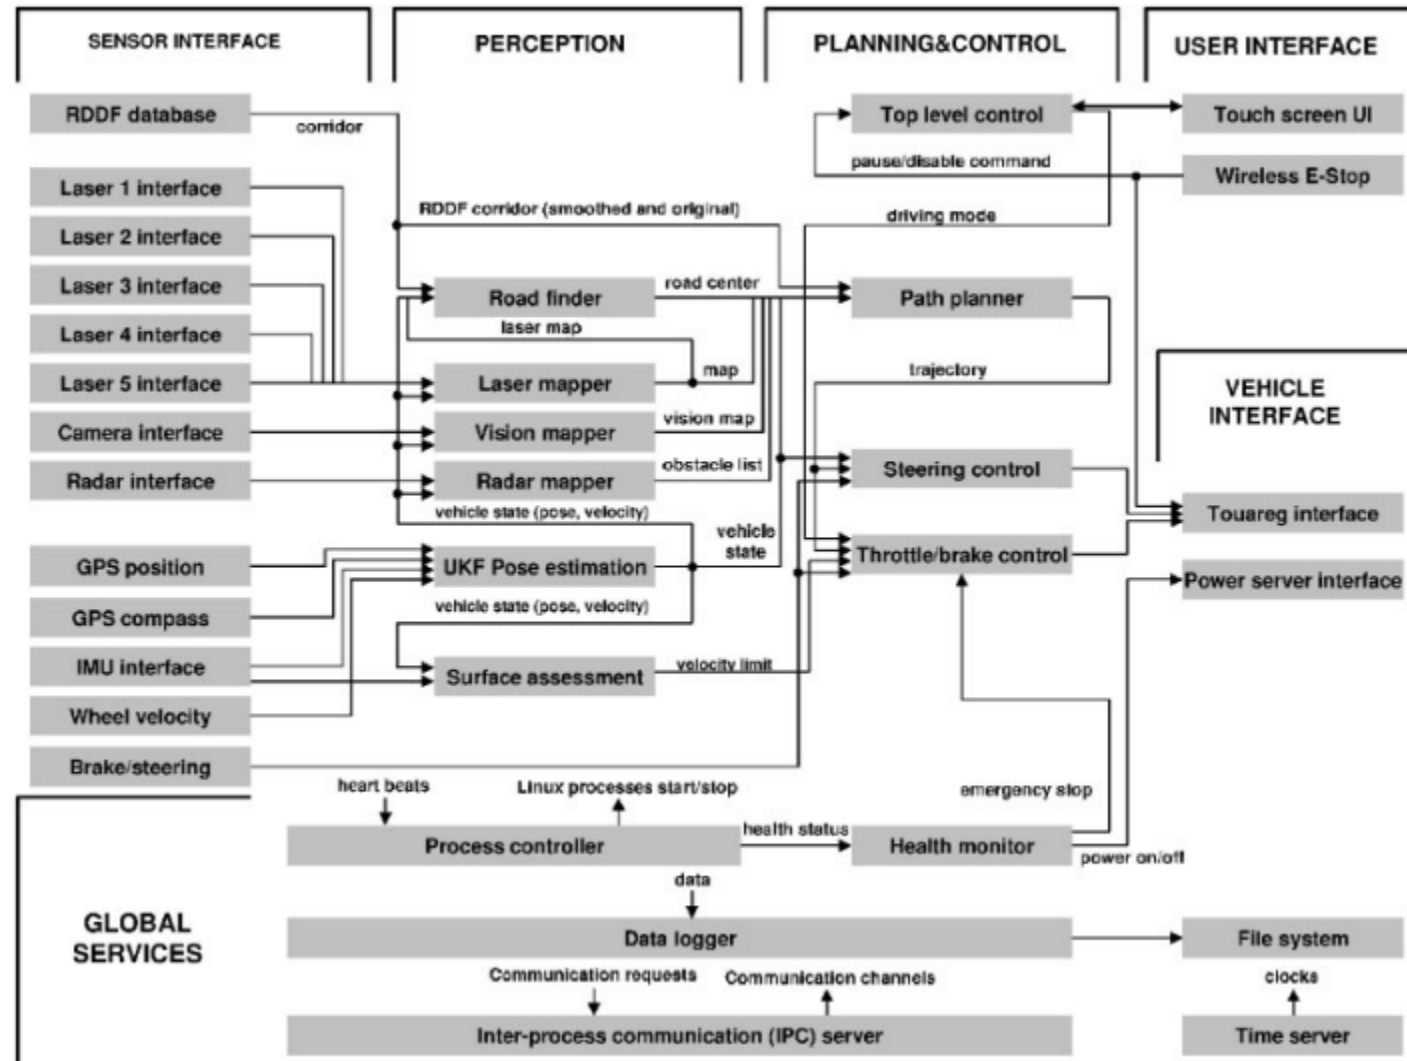 SENSOR INTERFACE
PERCEPTION
PLANNING&CONTROL
USER INTERFACE
RDDF database
corridor
Top level control
Touch screen UI
pause/disable command
Wireless E-Stop
Laser 1 interface
RDDF corridor (smoothed and original)
driving mode
Laser 2 interface
Laser 3 interface
Road finder
road center
Path planner
laser map
Laser 4 interface
Laser 5 interface
Laser mapper
map
trajectory
VEHICLE
INTERFACE
Camera interface
Vision mapper
vision map
Radar interface
Radar mapper
obstacle list
Steering control
vehicle state (pose, velocity)
vehicle
state
Touareg interface
GPS position
UKF Pose estimation
Throttle/brake control
Power server interface
vehicle state (pose, velocity)
GPS compass
IMU interface
Surface assessment
velocity limit
Wheel velocity
Brake/steering
heart beats
Linux processes start/stop
emergency stop
Process controller
health status
Health monitor
power on/off
data
GLOBAL
SERVICES
Data logger
File system
Communication requests
Communication channels
clocks
Inter-process communication (IPC) server
Time server